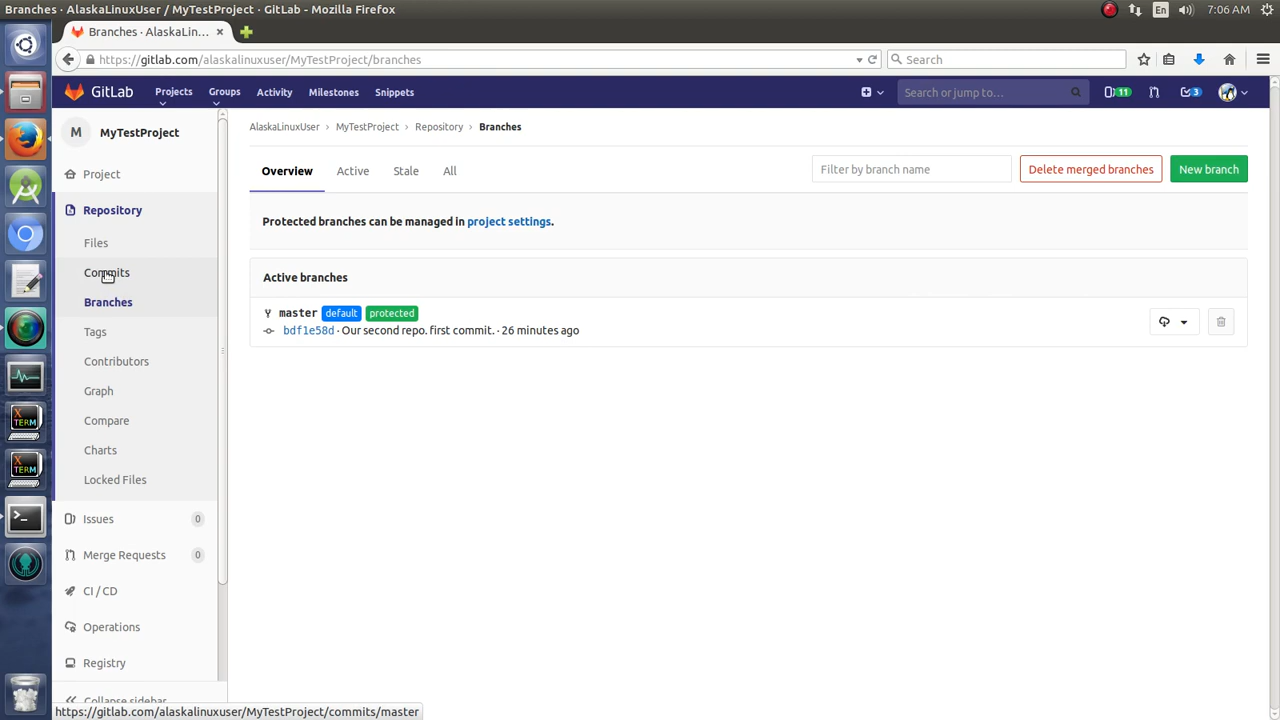 Branches · AlaskaLinuxUser / MyTestProject · GitLab - Mozilla Firefox
En
7:06 AM
Branches · AlaskaLin... ×
https://gitlab.com/alaskalinuxuser/MyTestProject/branches
Search
GitLab
Projects
Groups
Activity
Milestones
Snippets
Search or jump to...
11
3
M MyTestProject
AlaskaLinuxUser › MyTestProject › Repository › Branches
Project
Repository
Files
Commits
Branches
Tags
Contributors
Graph
Compare
Charts
Locked Files
Issues 0
Merge Requests 0
CI / CD
Operations
Registry
Collapse sidebar
Overview
Active
Stale
All
Filter by branch name
Delete merged branches
New branch
Protected branches can be managed in project settings.
Active branches
master default protected
bdf1e58d · Our second repo. first commit. · 26 minutes ago
X TERM
X TERM
https://gitlab.com/alaskalinuxuser/MyTestProject/commits/master